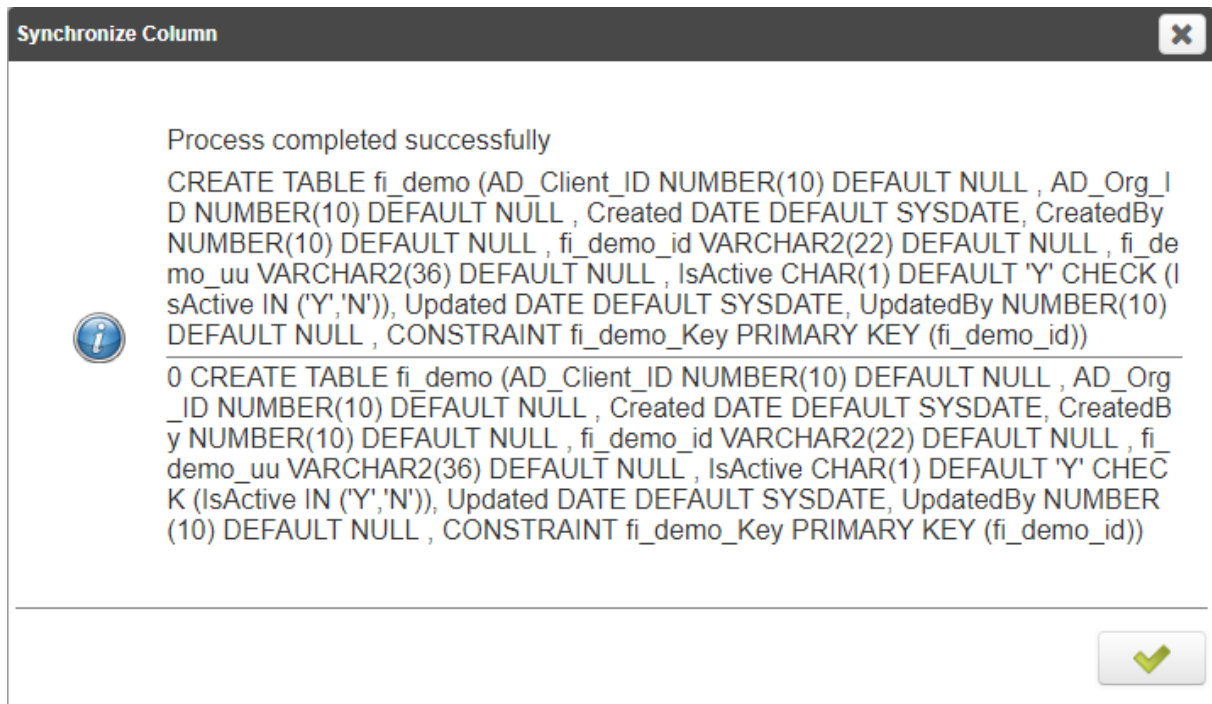 Synchronize Column
Process completed successfully
CREATE TABLE fi_demo (AD_Client_ID NUMBER(10) DEFAULT NULL , AD_Org_I
D NUMBER(10) DEFAULT NULL , Created DATE DEFAULT SYSDATE, CreatedBy
NUMBER(10) DEFAULT NULL , fi_demo_id VARCHAR2(22) DEFAULT NULL , fi_de
mo_uu VARCHAR2(36) DEFAULT NULL , IsActive CHAR(1) DEFAULT 'Y' CHECK (I
sActive IN ('Y','N')), Updated DATE DEFAULT SYSDATE, UpdatedBy NUMBER(10)
DEFAULT NULL , CONSTRAINT fi_demo_Key PRIMARY KEY (fi_demo_id))
0 CREATE TABLE fi_demo (AD_Client_ID NUMBER(10) DEFAULT NULL , AD_Org
_ID NUMBER(10) DEFAULT NULL , Created DATE DEFAULT SYSDATE, CreatedB
y NUMBER(10) DEFAULT NULL , fi_demo_id VARCHAR2(22) DEFAULT NULL , fi_
demo_uu VARCHAR2(36) DEFAULT NULL , IsActive CHAR(1) DEFAULT 'Y' CHEC
K (IsActive IN ('Y','N')), Updated DATE DEFAULT SYSDATE, UpdatedBy NUMBER
(10) DEFAULT NULL , CONSTRAINT fi_demo_Key PRIMARY KEY (fi_demo_id))